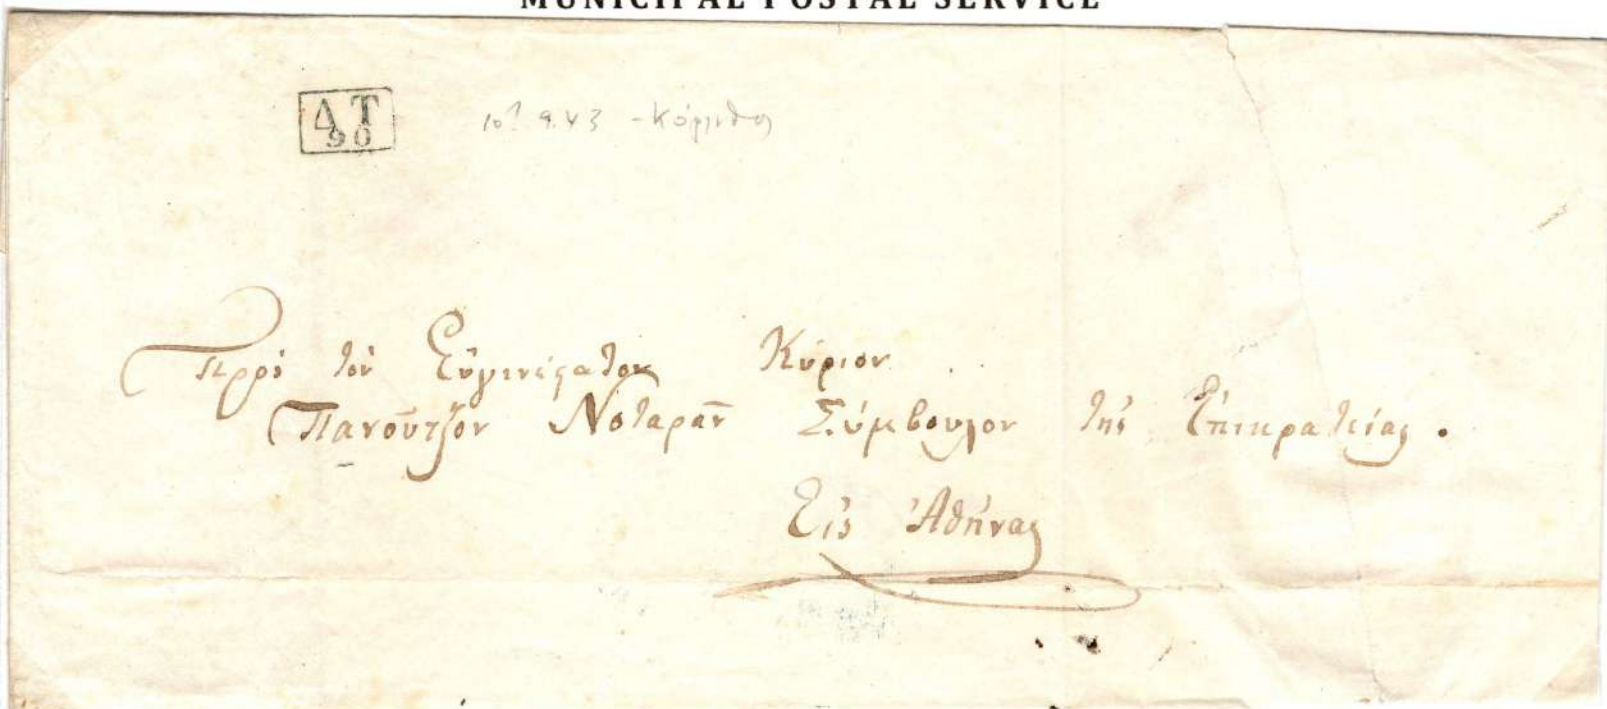 MUNICIPAL POSTAL SERVICE
ΔΤ
90
9.43 - Κόρινθος
Πρὸς τὸν Εὐγενέστατον Κύριον
Πανοῦτζον Νοταρᾶν Σύμβουλον τῆς Ἐπικρατείας.
Εἰς Ἀθήνας